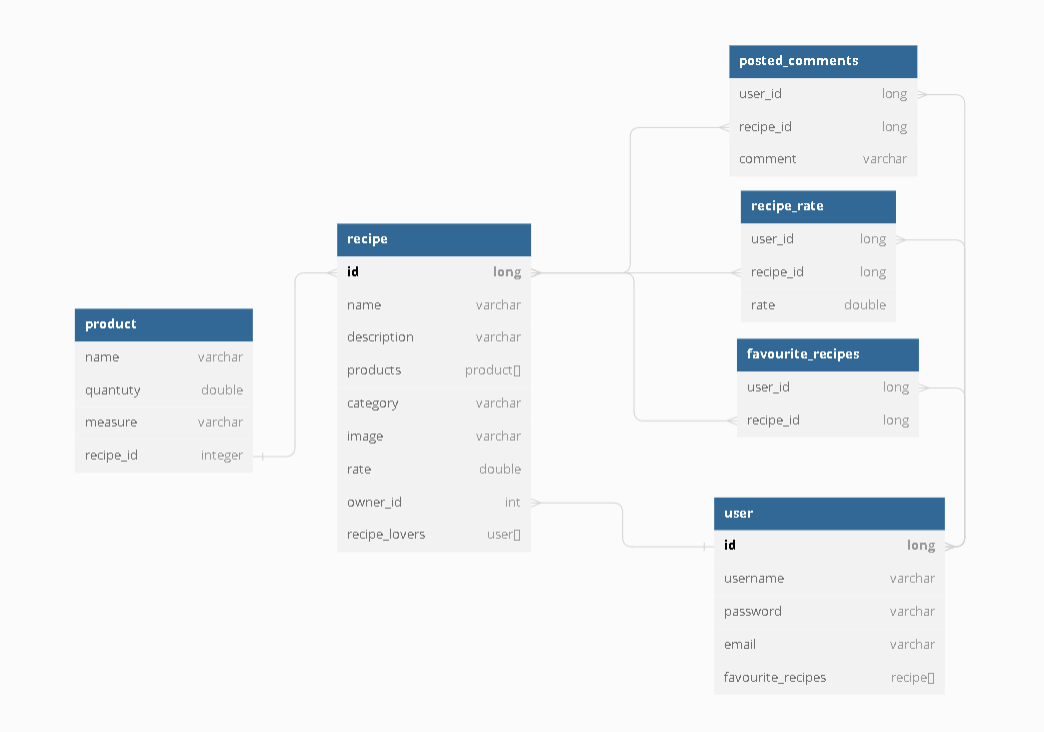 posted_comments
user_id long
recipe_id long
comment varchar
recipe_rate
user_id long
recipe_id long
rate double
recipe
id long
name varchar
description varchar
products product[]
category varchar
image varchar
rate double
owner_id int
recipe_lovers user[]
product
name varchar
quantuty double
measure varchar
recipe_id integer
favourite_recipes
user_id long
recipe_id long
user
id long
username varchar
password varchar
email varchar
favourite_recipes recipe[]